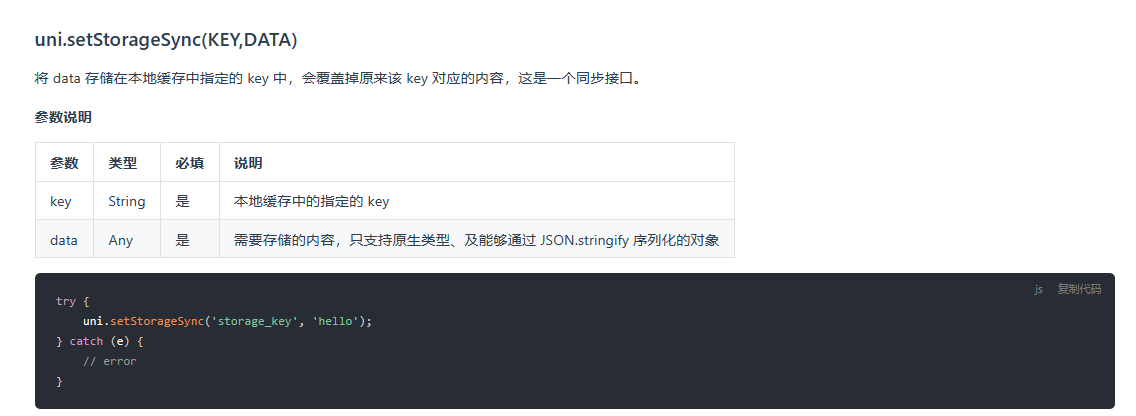 uni.setStorageSync(KEY,DATA)
将 data 存储在本地缓存中指定的 key 中，会覆盖掉原来该 key 对应的内容，这是一个同步接口。
参数说明
参数 类型 必填 说明
key String 是 本地缓存中的指定的 key
data Any 是 需要存储的内容，只支持原生类型、及能够通过 JSON.stringify 序列化的对象
js 复制代码
try {
    uni.setStorageSync('storage_key', 'hello');
} catch (e) {
    // error
}